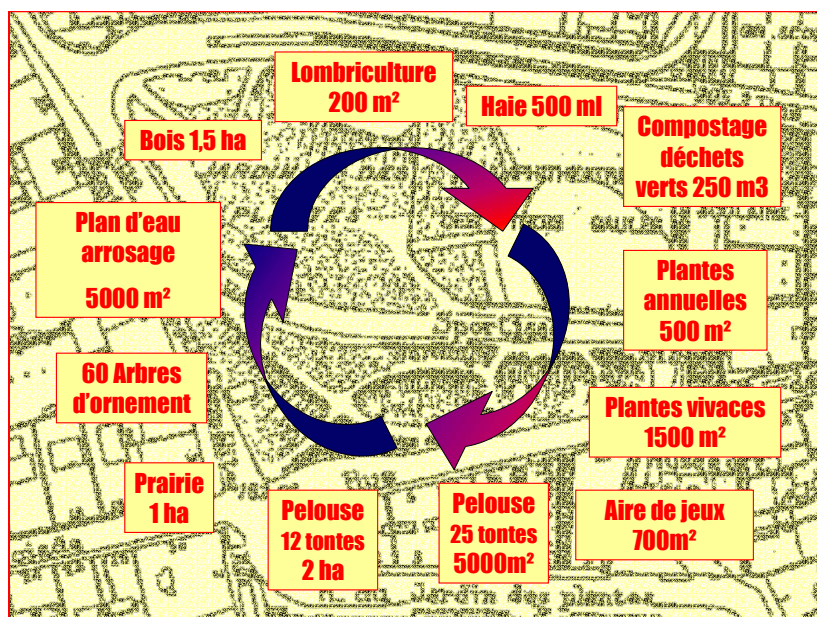 Lombriculture
200 m²
Haie 500 ml
Compostage
déchets
verts 250 m3
Bois 1,5 ha
Plan d’eau
arrosage
5000 m²
Plantes
annuelles
500 m²
60 Arbres
d’ornement
Plantes vivaces
1500 m²
Prairie
1 ha
Pelouse
12 tontes
2 ha
Pelouse
25 tontes
5000m²
Aire de jeux
700m²